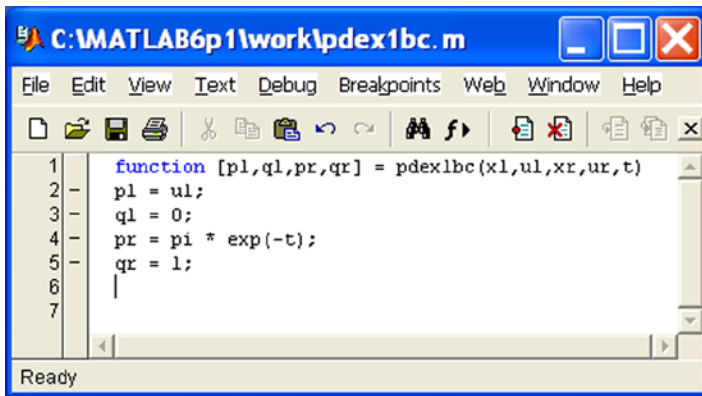 C:\MATLAB6p1\work\pdex1bc.m
File Edit View Text Debug Breakpoints Web Window Help
1 function [pl,ql,pr,qr] = pdex1bc(xl,ul,xr,ur,t)
2 - pl = ul;
3 - ql = 0;
4 - pr = pi * exp(-t);
5 - qr = 1;
6
7
Ready